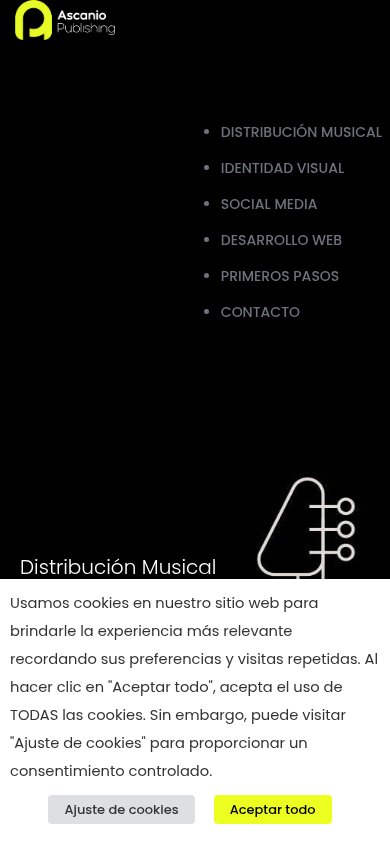 Ascanio
Publishing
DISTRIBUCIÓN MUSICAL
IDENTIDAD VISUAL
SOCIAL MEDIA
DESARROLLO WEB
PRIMEROS PASOS
CONTACTO
Distribución Musical
Usamos cookies en nuestro sitio web para
brindarle la experiencia más relevante
recordando sus preferencias y visitas repetidas. Al
hacer clic en "Aceptar todo", acepta el uso de
TODAS las cookies. Sin embargo, puede visitar
"Ajuste de cookies" para proporcionar un
consentimiento controlado.
Ajuste de cookies
Aceptar todo